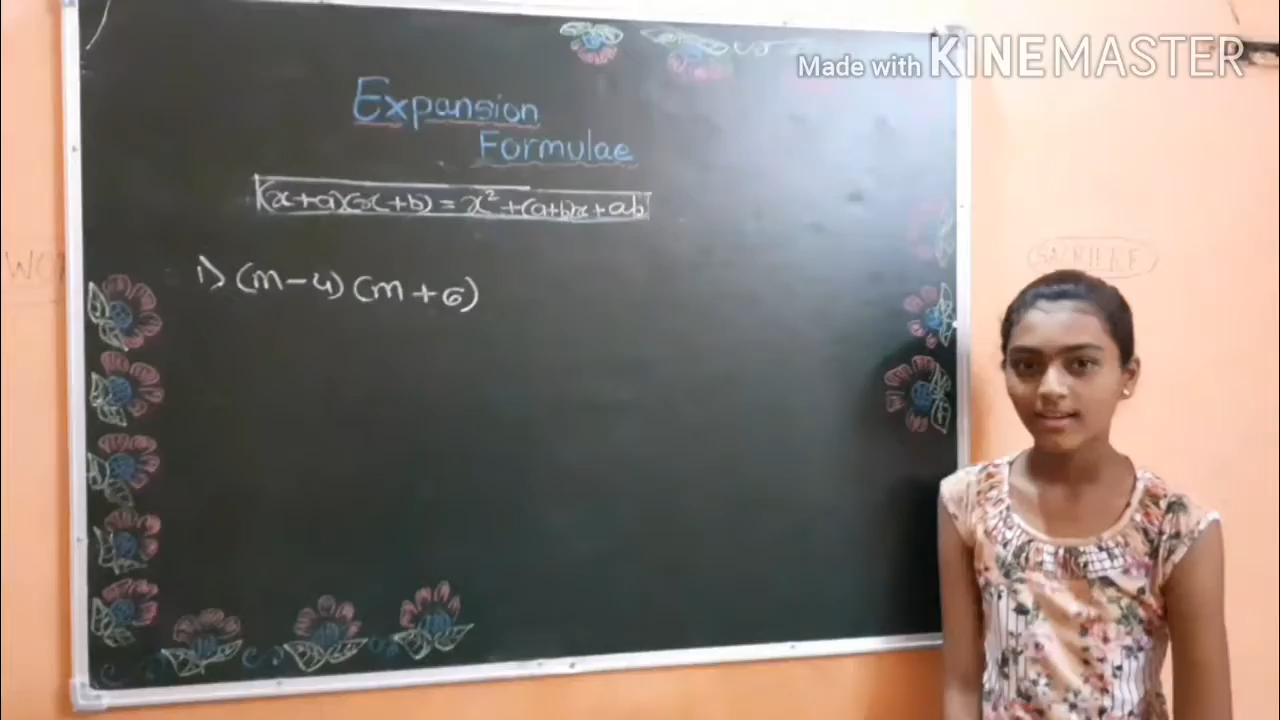 Made with KINEMASTER
Expansion
Formulae
(x+a)(x+b) = x² + (a+b)x + ab
1) (m-4) (m+6)